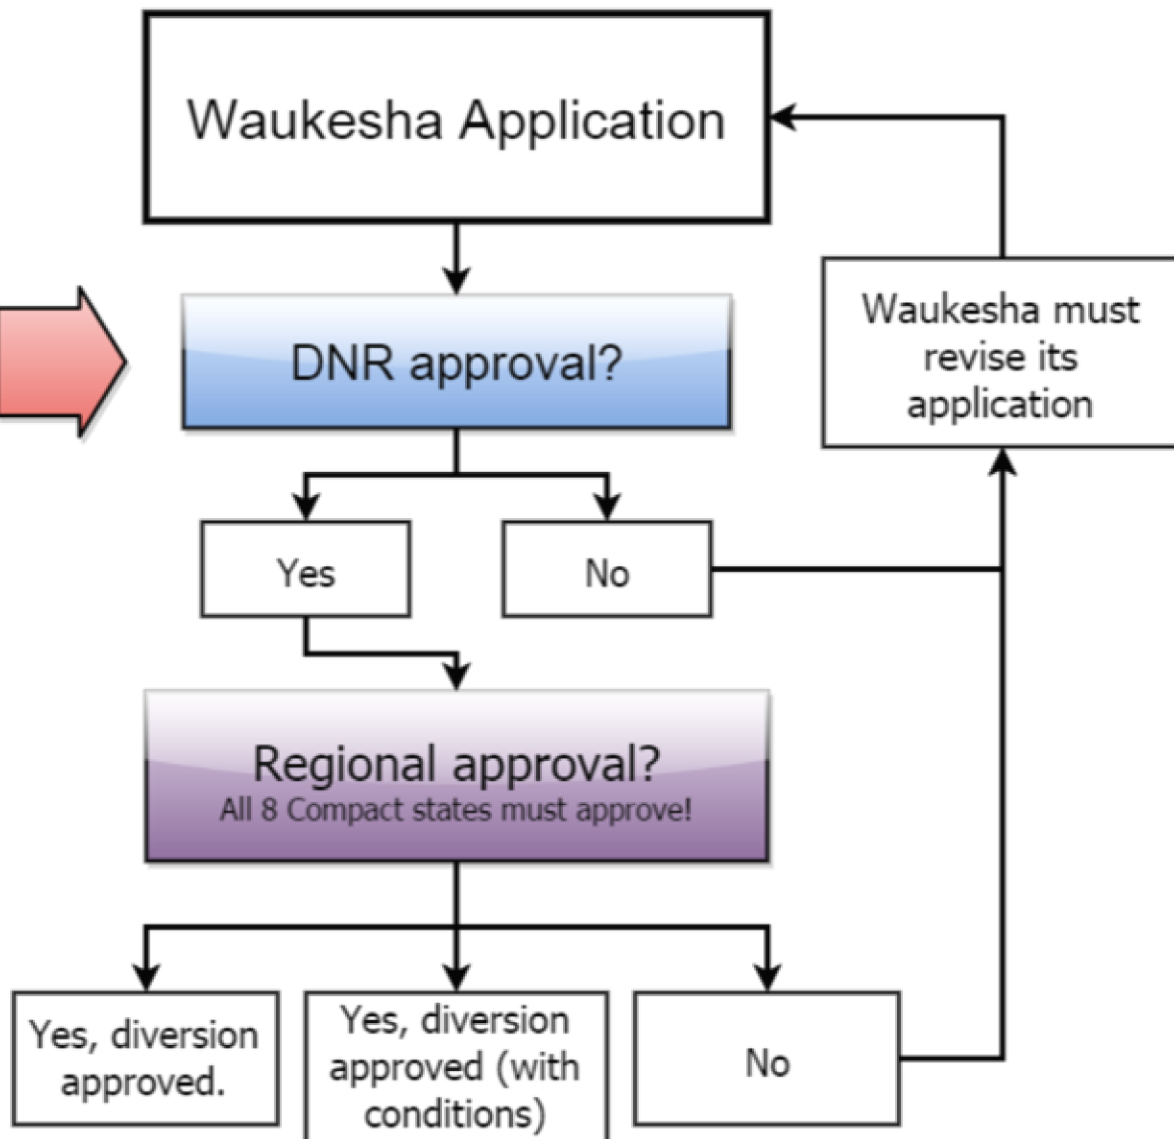 Waukesha Application
DNR approval?
Waukesha must
revise its
application
Yes
No
Regional approval?
All 8 Compact states must approve!
Yes, diversion
approved.
Yes, diversion
approved (with
conditions)
No